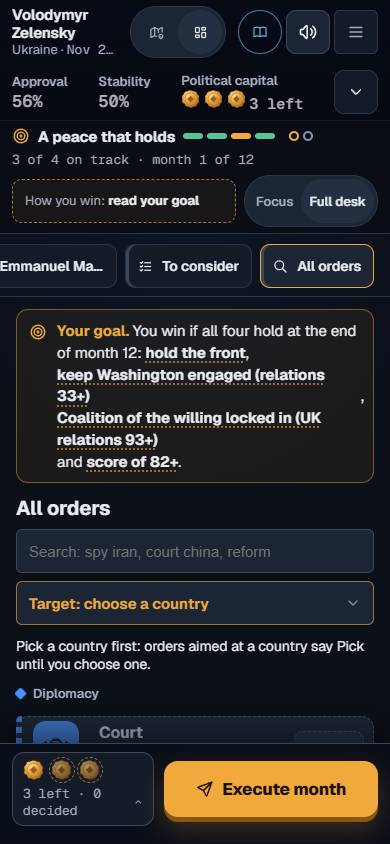 Volodymyr
Zelensky
Ukraine · Nov 2…
Approval
56%
Stability
50%
Political capital
3 left
A peace that holds
3 of 4 on track · month 1 of 12
How you win: read your goal
Focus
Full desk
Emmanuel Ma…
To consider
All orders
Your goal. You win if all four hold at the end
of month 12: hold the front,
keep Washington engaged (relations
33+)
,
Coalition of the willing locked in (UK
relations 93+)
and score of 82+.
All orders
Search: spy iran, court china, reform
Target: choose a country
Pick a country first: orders aimed at a country say Pick
until you choose one.
Diplomacy
Court
3 left · 0
decided
Execute month